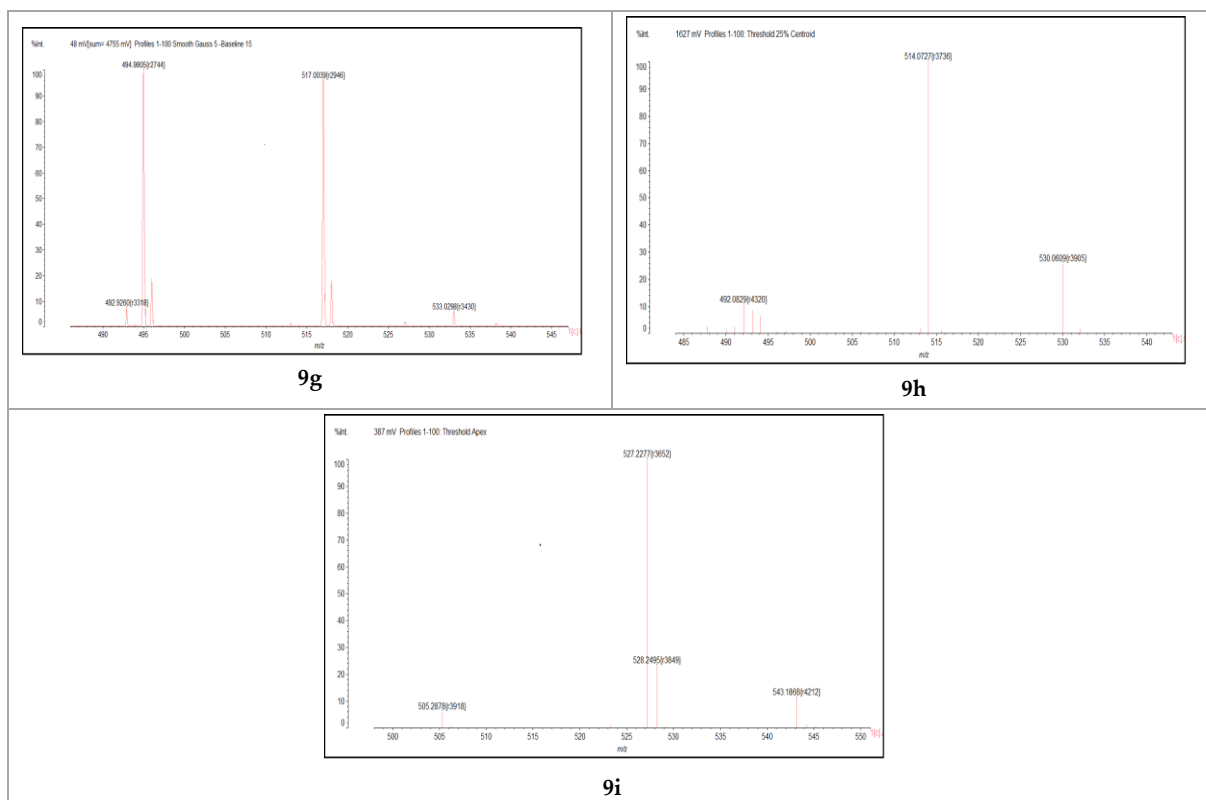 %Int. 48 mV[sum= 4755 mV] Profiles 1-100 Smooth Gauss 5 -Baseline 15
494.9805{r2744}
517.0039{r2946}
492.9260{r3318}
533.0298{r3430}
100
90
80
70
60
50
40
30
20
10
0
490 495 500 505 510 515 520 525 530 535 540 545
m/z
9g
%Int. 1627 mV Profiles 1-100: Threshold 25% Centroid
514.0727{r3736}
530.0609{r3905}
492.0829{r4320}
100
90
80
70
60
50
40
30
20
10
0
485 490 495 500 505 510 515 520 525 530 535 540
m/z
9h
%Int. 387 mV Profiles 1-100: Threshold Apex
527.2277{r3652}
528.2495{r3849}
543.1868{r4212}
505.2878{r3918}
100
90
80
70
60
50
40
30
20
10
0
500 505 510 515 520 525 530 535 540 545 550
m/z
9i